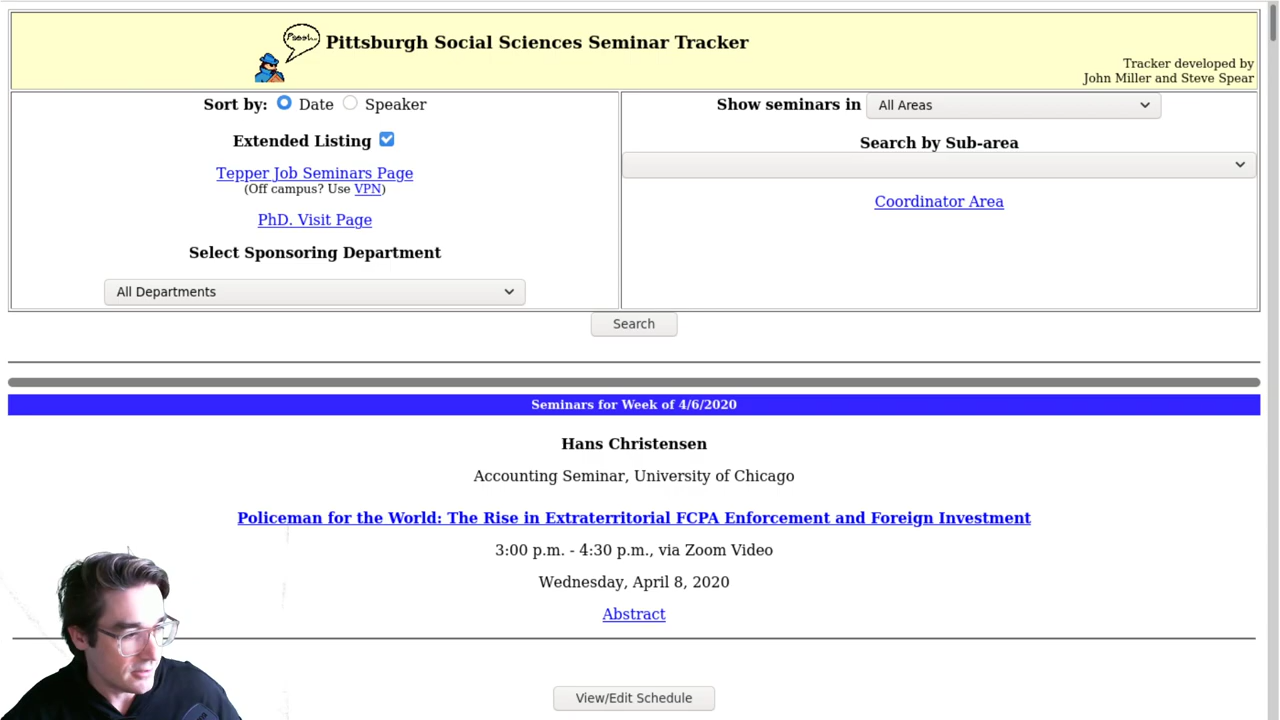 Psssh..
Pittsburgh Social Sciences Seminar Tracker
Tracker developed by
John Miller and Steve Spear
Sort by: Date Speaker
Extended Listing
Tepper Job Seminars Page
(Off campus? Use VPN)
PhD. Visit Page
Select Sponsoring Department
All Departments
Show seminars in All Areas
Search by Sub-area
Coordinator Area
Search
Seminars for Week of 4/6/2020
Hans Christensen
Accounting Seminar, University of Chicago
Policeman for the World: The Rise in Extraterritorial FCPA Enforcement and Foreign Investment
3:00 p.m. - 4:30 p.m., via Zoom Video
Wednesday, April 8, 2020
Abstract
View/Edit Schedule